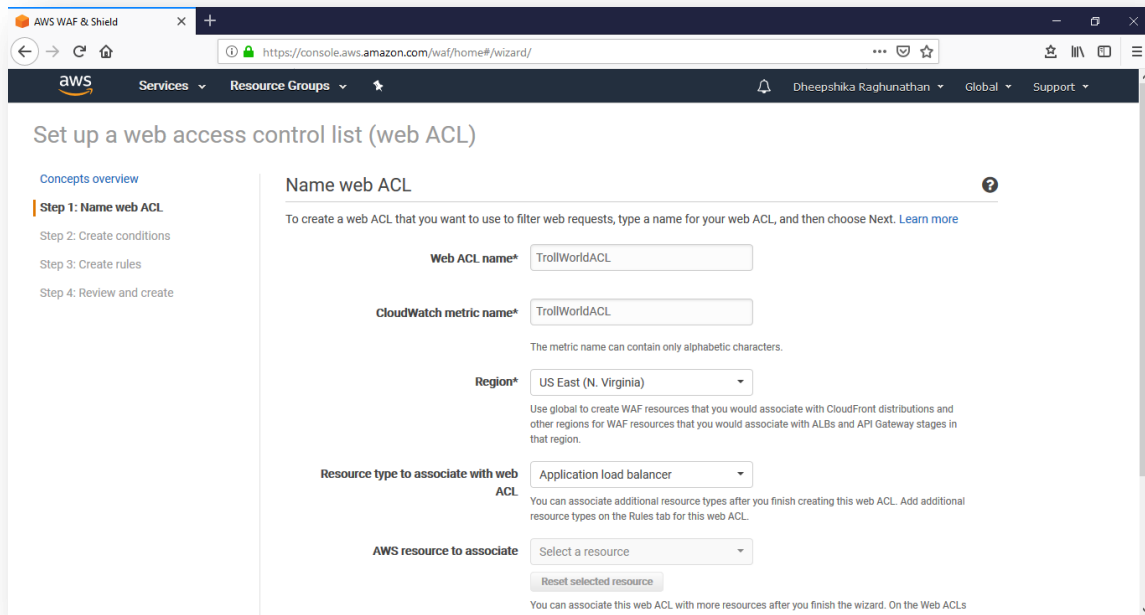 AWS WAF & Shield
https://console.aws.amazon.com/waf/home#/wizard/
aws Services Resource Groups Dheepshika Raghunathan Global Support
Set up a web access control list (web ACL)
Concepts overview
Step 1: Name web ACL
Step 2: Create conditions
Step 3: Create rules
Step 4: Review and create
Name web ACL
To create a web ACL that you want to use to filter web requests, type a name for your web ACL, and then choose Next. Learn more
Web ACL name* TrollWorldACL
CloudWatch metric name* TrollWorldACL
The metric name can contain only alphabetic characters.
Region* US East (N. Virginia)
Use global to create WAF resources that you would associate with CloudFront distributions and
other regions for WAF resources that you would associate with ALBs and API Gateway stages in
that region.
Resource type to associate with web
ACL
Application load balancer
You can associate additional resource types after you finish creating this web ACL. Add additional
resource types on the Rules tab for this web ACL.
AWS resource to associate Select a resource
Reset selected resource
You can associate this web ACL with more resources after you finish the wizard. On the Web ACLs